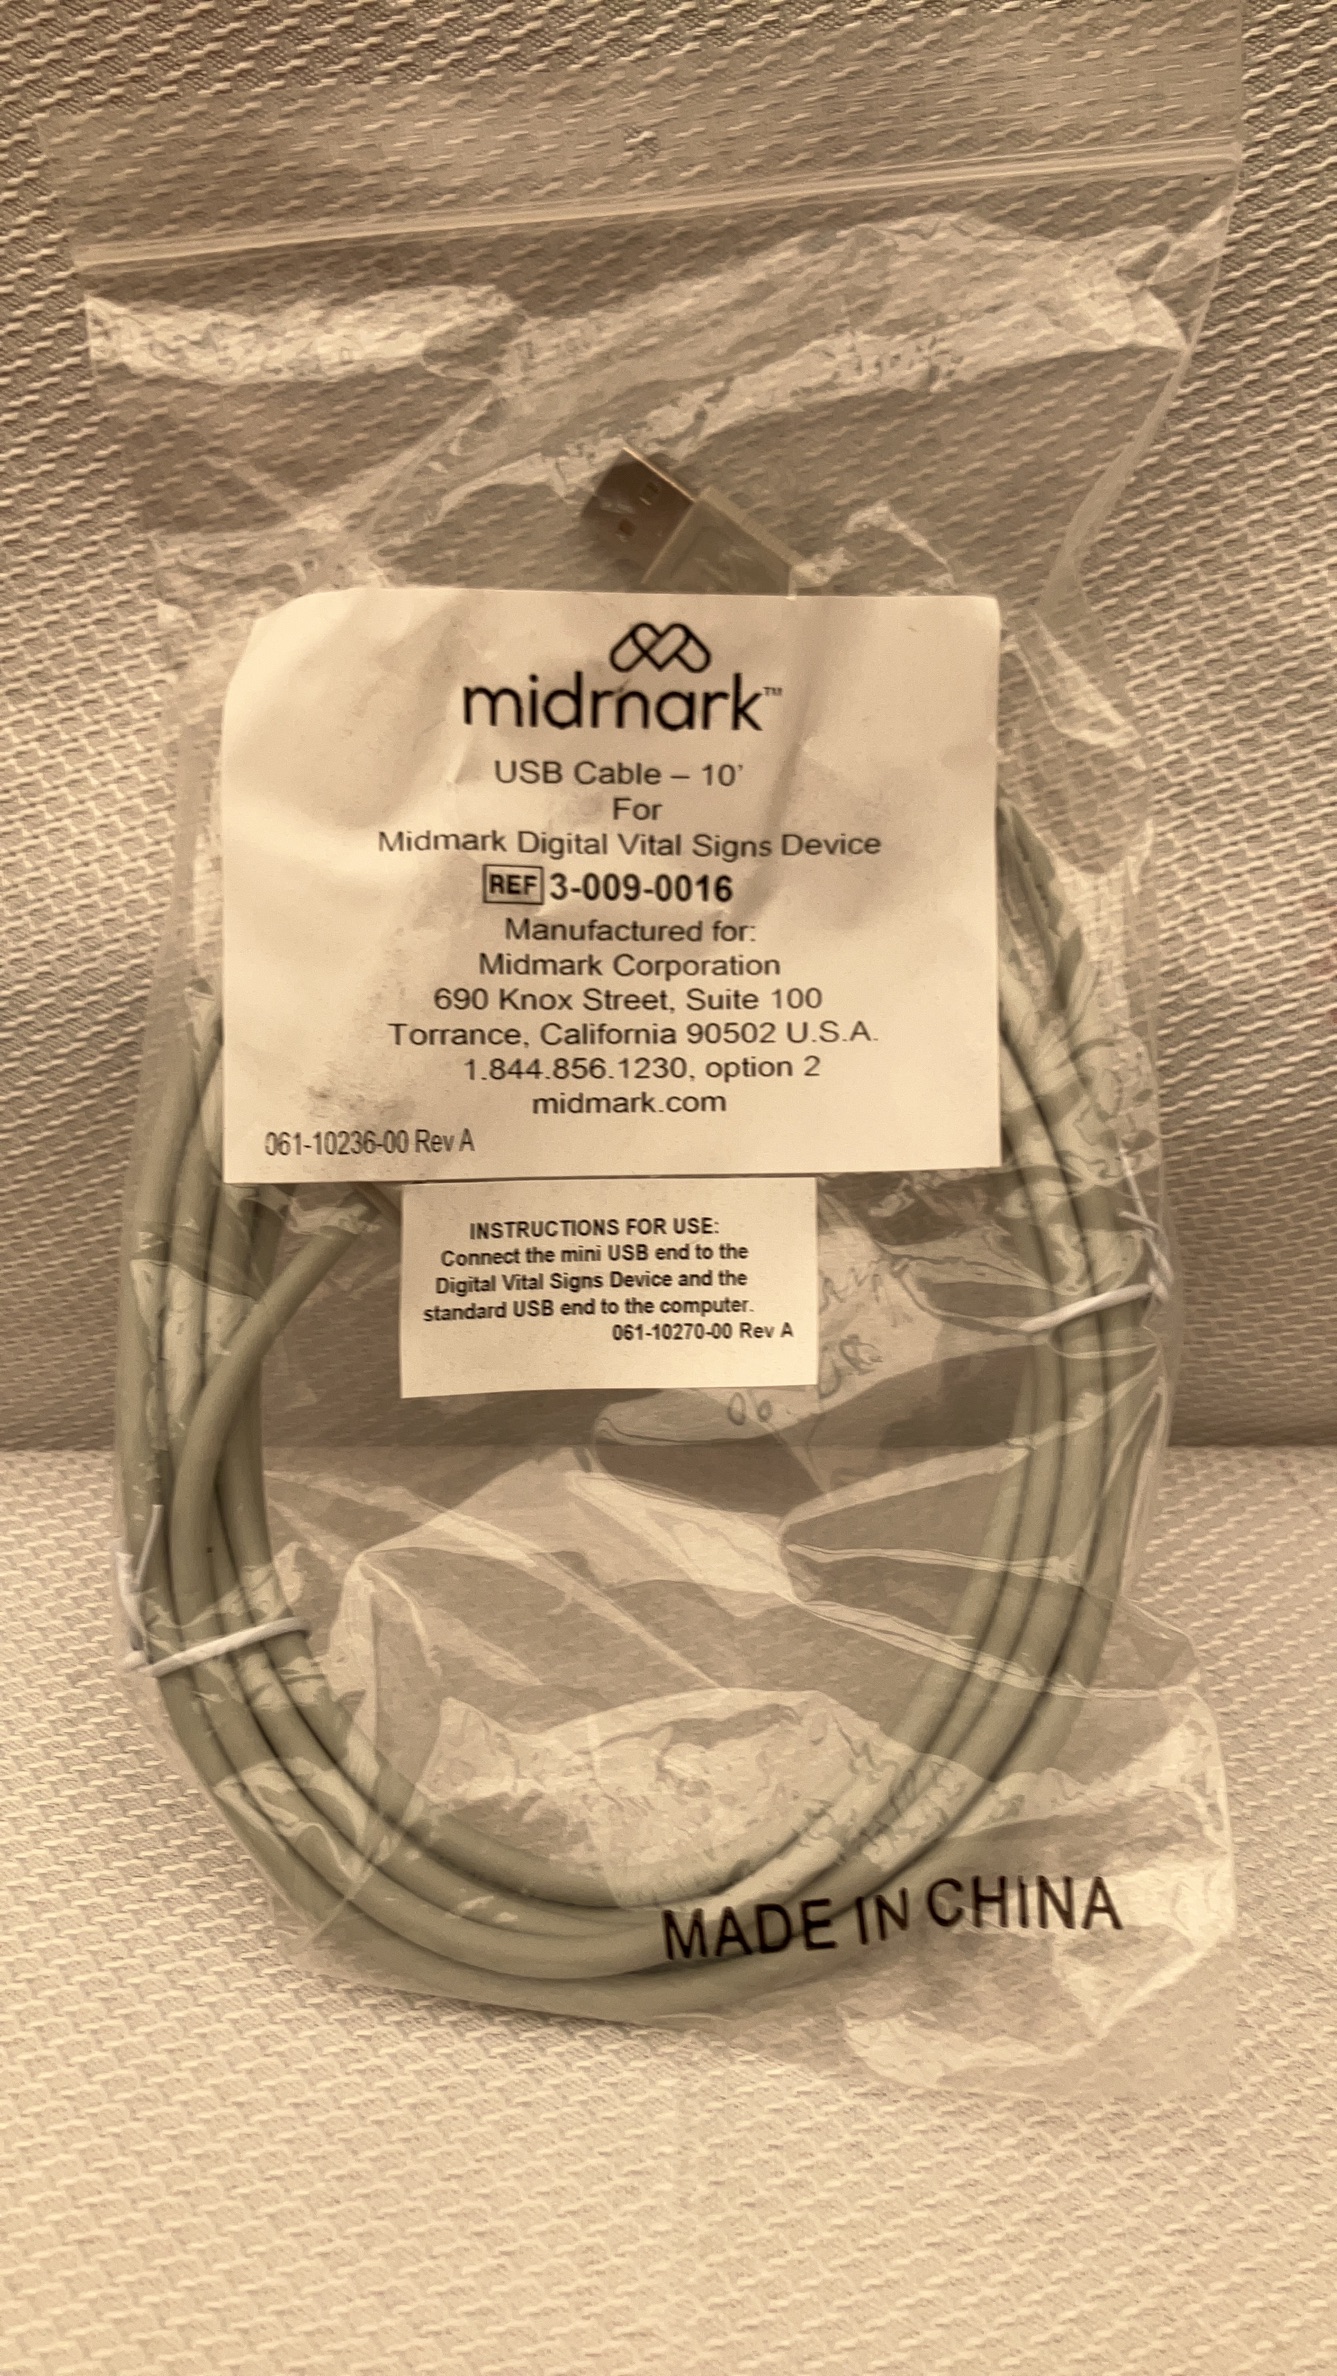 midmark™
USB Cable – 10'
For
Midmark Digital Vital Signs Device
REF 3-009-0016
Manufactured for:
Midmark Corporation
690 Knox Street, Suite 100
Torrance, California 90502 U.S.A.
1.844.856.1230, option 2
midmark.com
061-10236-00 Rev A
INSTRUCTIONS FOR USE:
Connect the mini USB end to the
Digital Vital Signs Device and the
standard USB end to the computer.
061-10270-00 Rev A
MADE IN CHINA